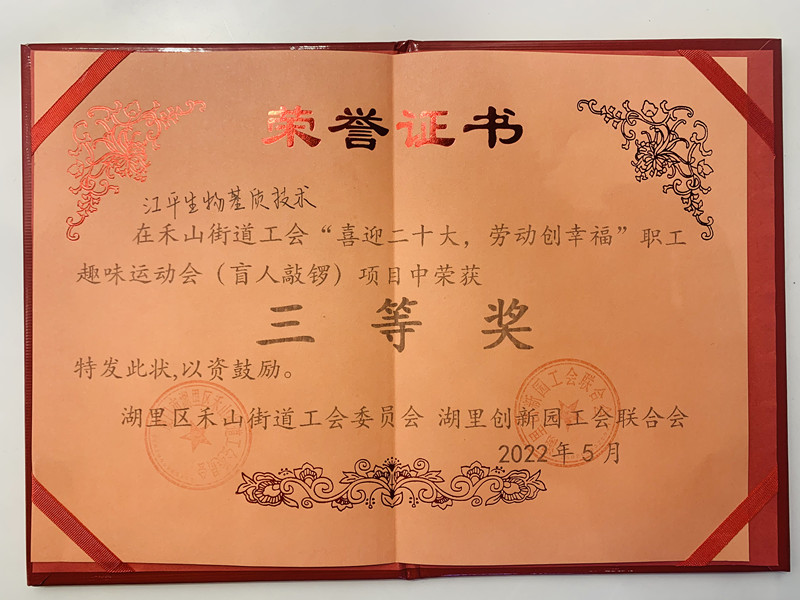 荣誉证书
江平生物基质技术
在禾山街道工会“喜迎二十大，劳动创幸福”职工
趣味运动会（盲人敲锣）项目中荣获
三等奖
特发此状,以资鼓励。
湖里区禾山街道工会委员会 湖里创新园工会联合会
2022年5月